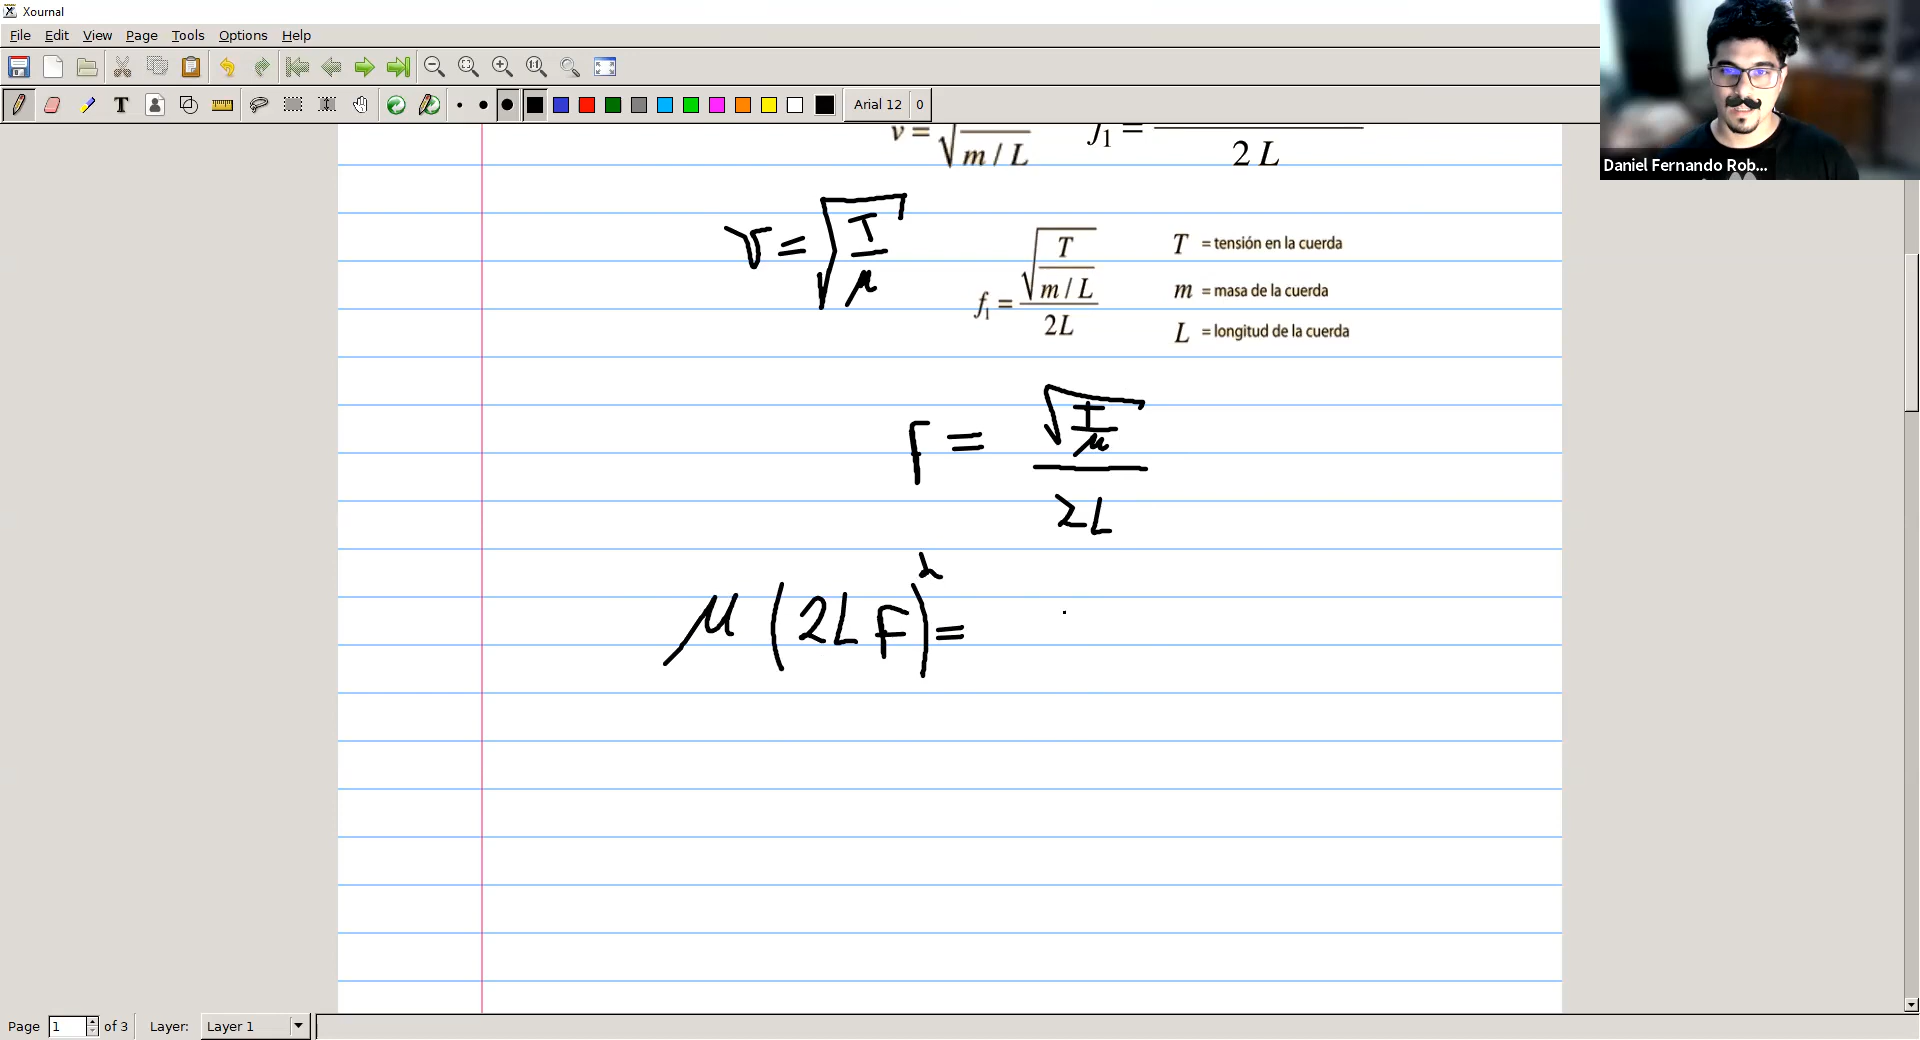 Xournal
File Edit View Page Tools Options Help
Arial 12 0
Daniel Fernando Rob...
v = √ m / L f₁ = 2 L
v = √(T/μ)
f₁ = √(T/(m / L)) / 2L
T = tensión en la cuerda
m = masa de la cuerda
L = longitud de la cuerda
F = √(T/μ) / 2L
μ (2LF)² =
Page 1 of 3 Layer: Layer 1